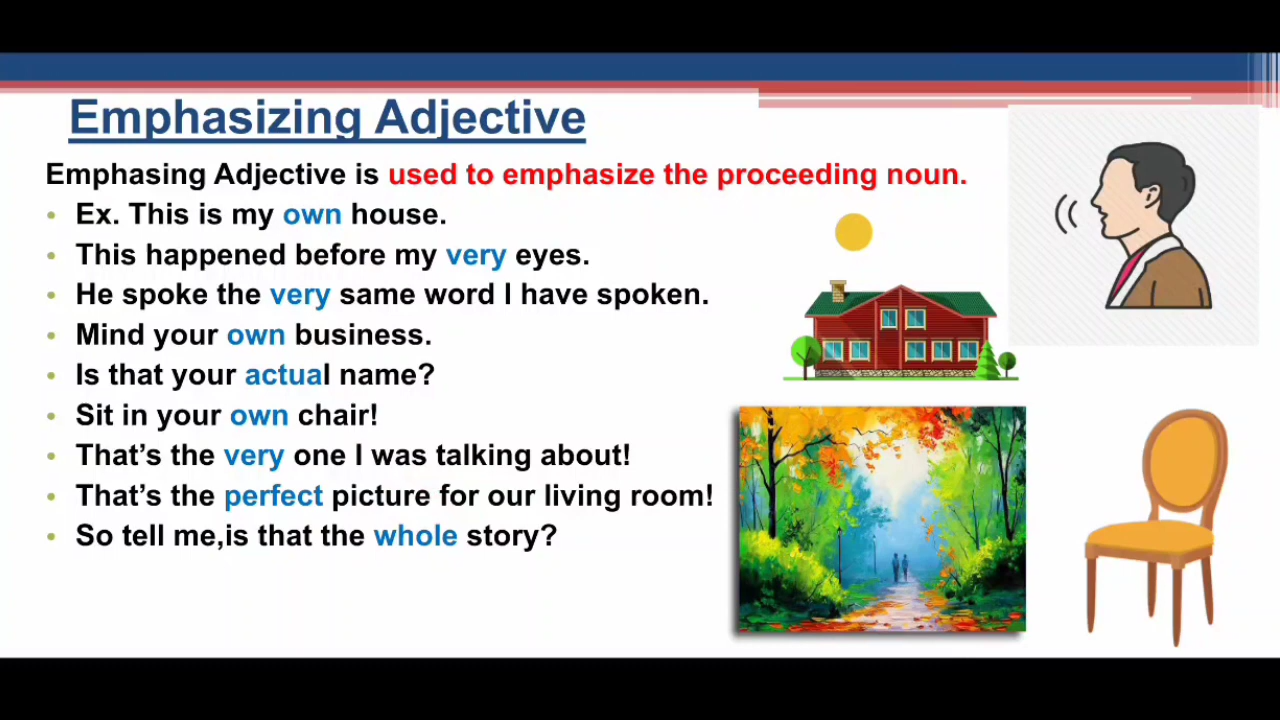 Emphasizing Adjective
Emphasing Adjective is used to emphasize the proceeding noun.
• Ex. This is my own house.
• This happened before my very eyes.
• He spoke the very same word I have spoken.
• Mind your own business.
• Is that your actual name?
• Sit in your own chair!
• That’s the very one I was talking about!
• That’s the perfect picture for our living room!
• So tell me,is that the whole story?